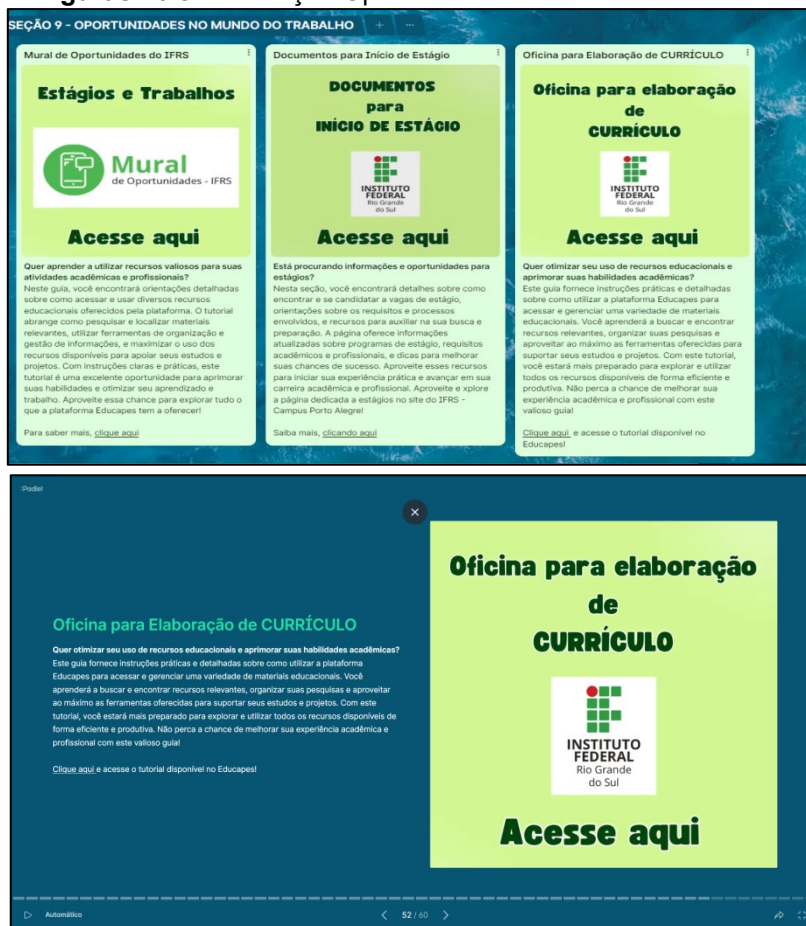 SEÇÃO 9 - OPORTUNIDADES NO MUNDO DO TRABALHO
Mural de Oportunidades do IFRS
Estágios e Trabalhos
Mural
de Oportunidades - IFRS
Acesse aqui
Quer aprender a utilizar recursos valiosos para suas
atividades acadêmicas e profissionais?
Neste guia, você encontrará orientações detalhadas
sobre como acessar e usar diversos recursos
educacionais oferecidos pela plataforma. O tutorial
abrange como pesquisar e localizar materiais
relevantes, utilizar ferramentas de organização e
gestão de informações, e maximizar o uso dos
recursos disponíveis para apoiar seus estudos e
projetos. Com instruções claras e práticas, este
tutorial é uma excelente oportunidade para aprimorar
suas habilidades e otimizar seu aprendizado e
trabalho. Aproveite essa chance para explorar tudo o
que a plataforma Educapes tem a oferecer!
Para saber mais, clique aqui
Documentos para Início de Estágio
DOCUMENTOS
para
INÍCIO DE ESTÁGIO
INSTITUTO
FEDERAL
Rio Grande
do Sul
Acesse aqui
Está procurando informações e oportunidades para
estágios?
Nesta seção, você encontrará detalhes sobre como
encontrar e se candidatar a vagas de estágio,
orientações sobre os requisitos e processos
envolvidos, e recursos para auxiliar na sua busca e
preparação. A página oferece informações
atualizadas sobre programas de estágio, requisitos
acadêmicos e profissionais, e dicas para melhorar
suas chances de sucesso. Aproveite esses recursos
para iniciar sua experiência prática e avançar em sua
carreira acadêmica e profissional. Aproveite e xplore
a página dedicada a estágios no site do IFRS -
Campus Porto Alegre!
Saiba mais, clicando aqui
Oficina para Elaboração de CURRÍCULO
Oficina para elaboração
de
CURRÍCULO
INSTITUTO
FEDERAL
Rio Grande
do Sul
Acesse aqui
Quer otimizar seu uso de recursos educacionais e
aprimorar suas habilidades acadêmicas?
Este guia fornece instruções práticas e detalhadas
sobre como utilizar a plataforma Educapes para
acessar e gerenciar uma variedade de materiais
educacionais. Você aprenderá a buscar e encontrar
recursos relevantes, organizar suas pesquisas e
aproveitar ao máximo as ferramentas oferecidas para
suportar seus estudos e projetos. Com este tutorial,
você estará mais preparado para explorar e utilizar
todos os recursos disponíveis de forma eficiente e
produtiva. Não perca a chance de melhorar sua
experiência acadêmica e profissional com este
valioso guia!
Clique aqui e acesse o tutorial disponível no
Educapes!
:Padlet
Oficina para Elaboração de CURRÍCULO
Quer otimizar seu uso de recursos educacionais e aprimorar suas habilidades acadêmicas?
Este guia fornece instruções práticas e detalhadas sobre como utilizar a plataforma
Educapes para acessar e gerenciar uma variedade de materiais educacionais. Você
aprenderá a buscar e encontrar recursos relevantes, organizar suas pesquisas e aproveitar
ao máximo as ferramentas oferecidas para suportar seus estudos e projetos. Com este
tutorial, você estará mais preparado para explorar e utilizar todos os recursos disponíveis de
forma eficiente e produtiva. Não perca a chance de melhorar sua experiência acadêmica e
profissional com este valioso guia!
Clique aqui e acesse o tutorial disponível no Educapes!
Oficina para elaboração
de
CURRÍCULO
INSTITUTO
FEDERAL
Rio Grande
do Sul
Acesse aqui
Automático
52 / 60